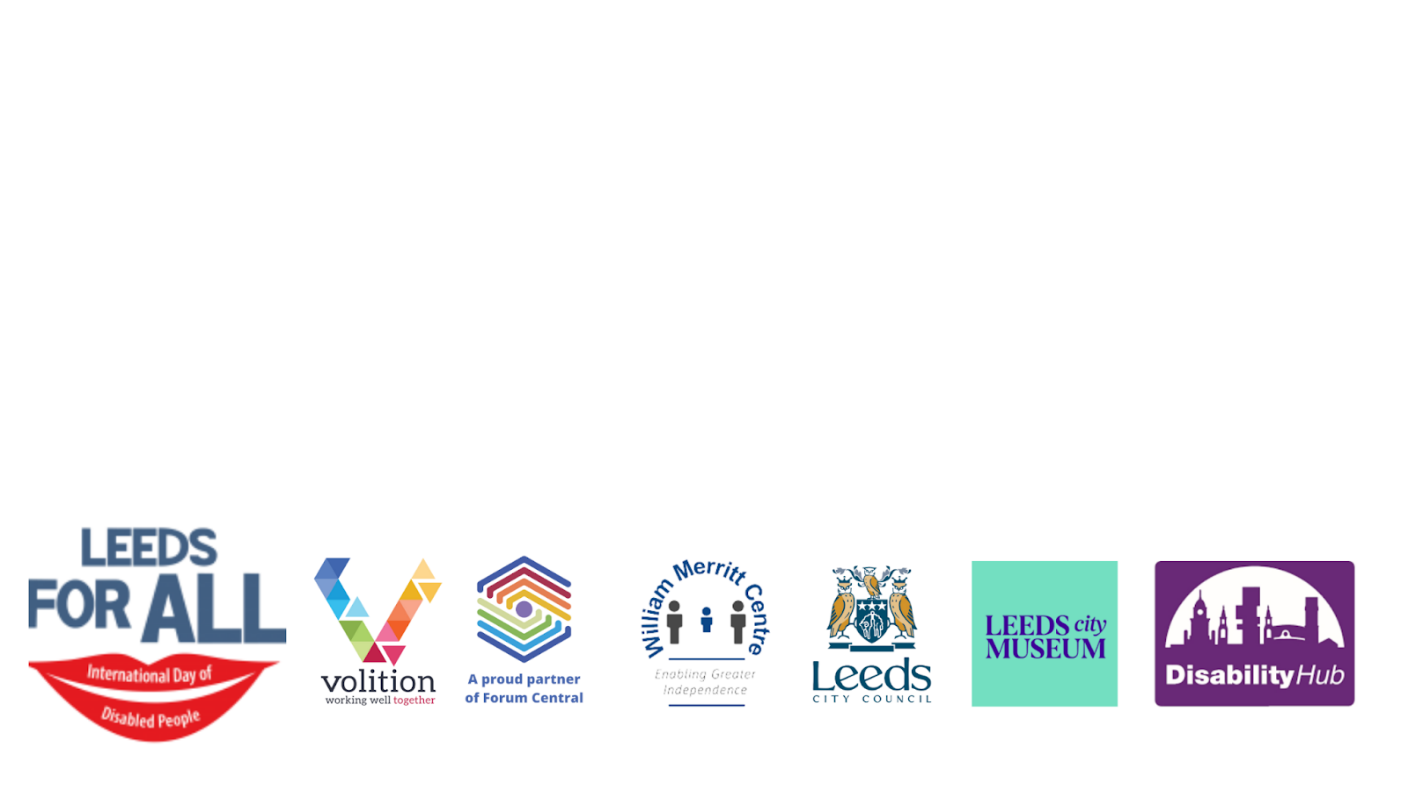 LEEDS
FOR ALL
International Day of
Disabled People
volition
working well together
A proud partner
of Forum Central
William Merritt Centre
Enabling Greater
Independence
Leeds
CITY COUNCIL
LEEDS city
MUSEUM
DisabilityHub